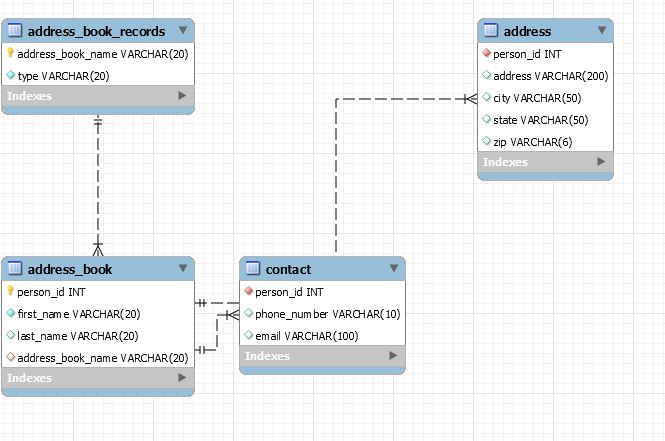 address_book_records
address_book_name VARCHAR(20)
type VARCHAR(20)
Indexes
address
person_id INT
address VARCHAR(200)
city VARCHAR(50)
state VARCHAR(50)
zip VARCHAR(6)
Indexes
address_book
person_id INT
first_name VARCHAR(20)
last_name VARCHAR(20)
address_book_name VARCHAR(20)
Indexes
contact
person_id INT
phone_number VARCHAR(10)
email VARCHAR(100)
Indexes